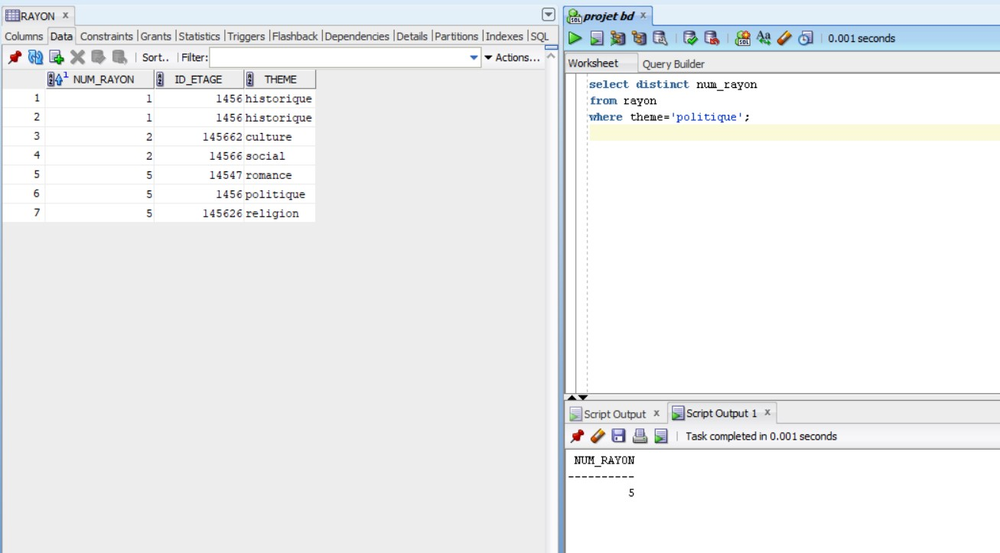 RAYON x
Columns Data Constraints |Grants |Statistics |Triggers |Flashback |Dependencies |Details |Partitions |Indexes |SQL
Sort.. Filter: Actions...
NUM_RAYON ID_ETAGE THEME
1 1 1456 historique
2 1 1456 historique
3 2 145662 culture
4 2 14566 social
5 5 14547 romance
6 5 1456 politique
7 5 145626 religion
projet bd x
0.001 seconds
Worksheet Query Builder
select distinct num_rayon
from rayon
where theme='politique';
Script Output x Script Output 1 x
Task completed in 0.001 seconds
NUM_RAYON
----------
5